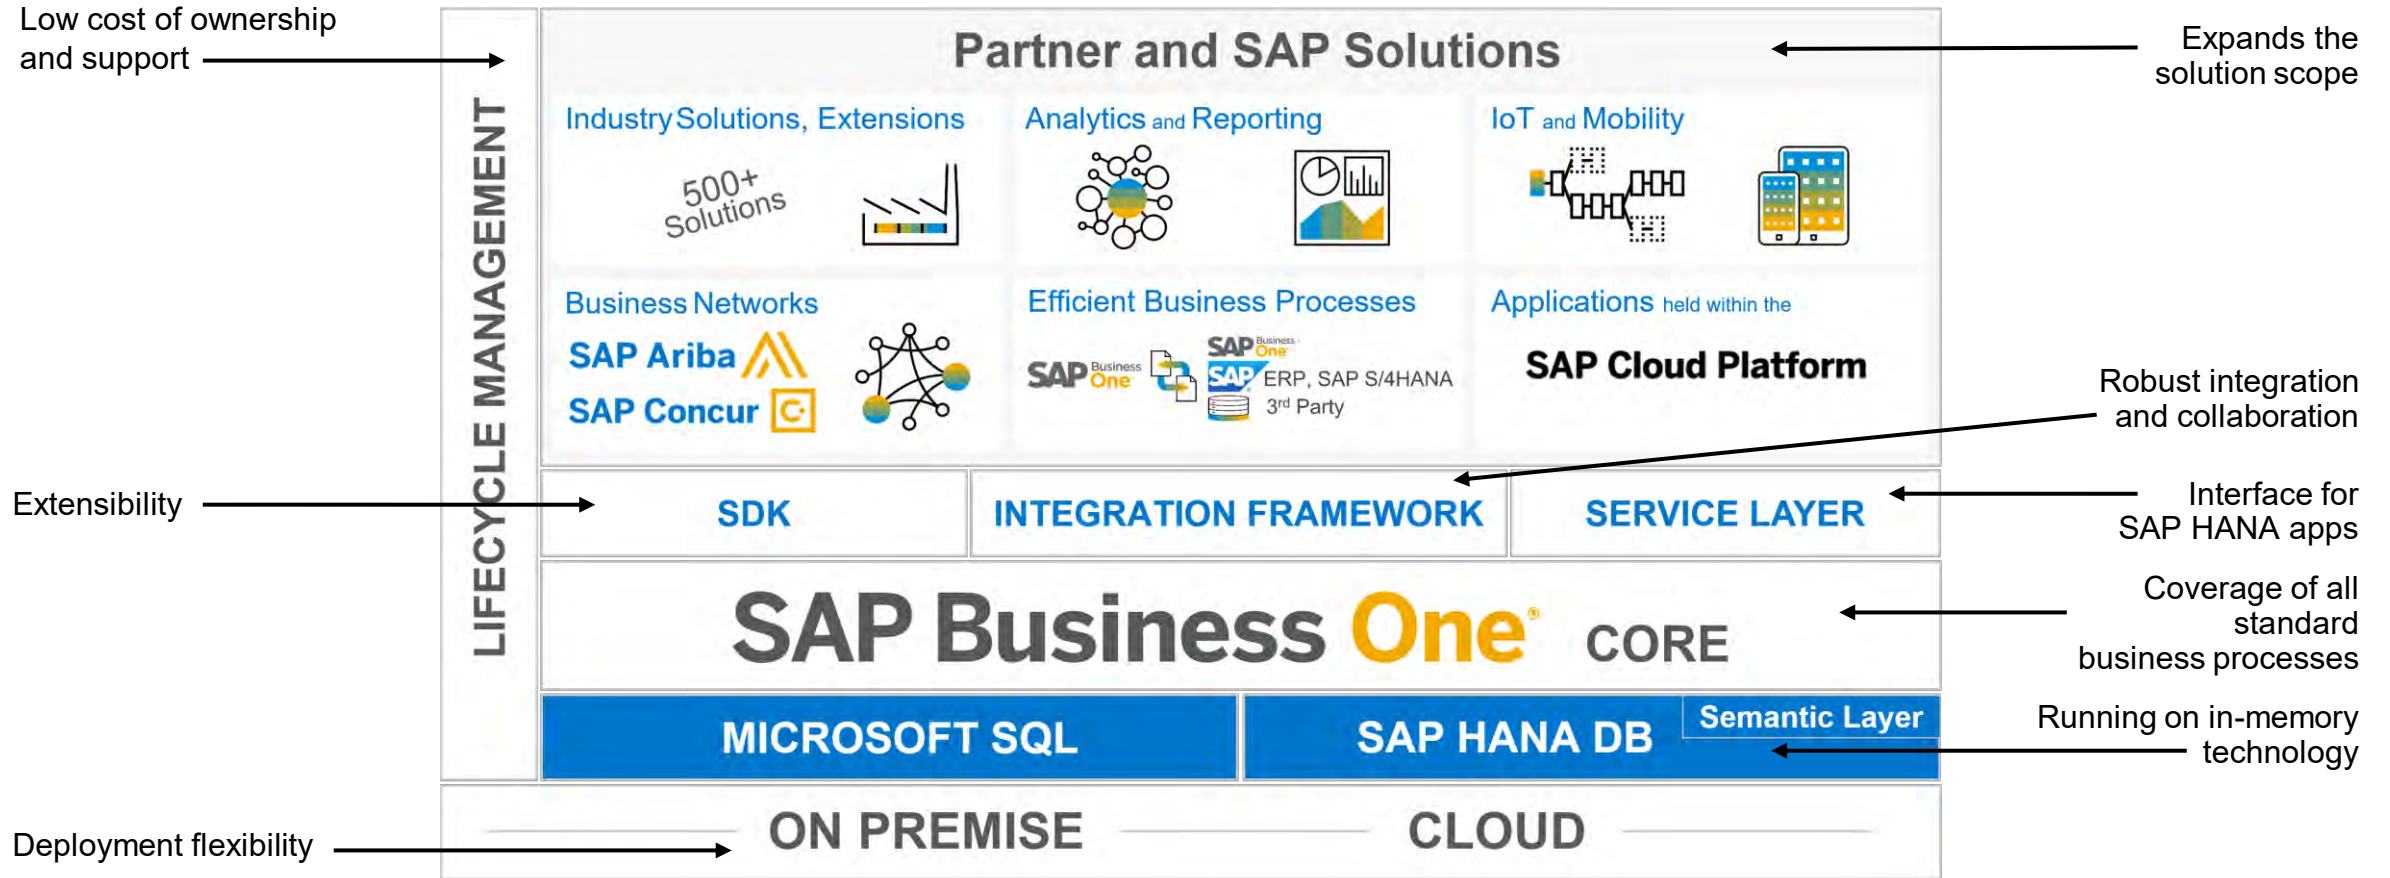 Low cost of ownership
and support
LIFECYCLE MANAGEMENT
Partner and SAP Solutions
Expands the
solution scope
Industry Solutions, Extensions
500+
Solutions
Analytics and Reporting
IoT and Mobility
Business Networks
SAP Ariba
SAP Concur
Efficient Business Processes
SAP Business
One
SAP Business
One
SAP ERP, SAP S/4HANA
3rd Party
Applications held within the
SAP Cloud Platform
Robust integration
and collaboration
Extensibility
SDK
INTEGRATION FRAMEWORK
SERVICE LAYER
Interface for
SAP HANA apps
SAP Business One® CORE
Coverage of all
standard
business processes
MICROSOFT SQL
SAP HANA DB
Semantic Layer
Running on in-memory
technology
Deployment flexibility
ON PREMISE
CLOUD